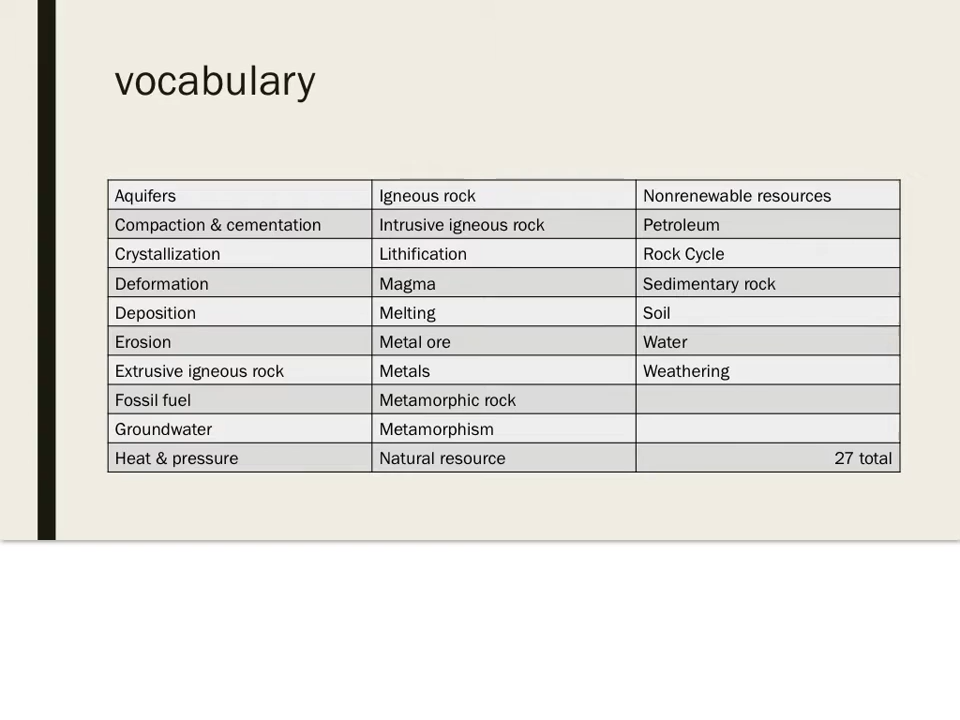 vocabulary
Aquifers Igneous rock Nonrenewable resources
Compaction & cementation Intrusive igneous rock Petroleum
Crystallization Lithification Rock Cycle
Deformation Magma Sedimentary rock
Deposition Melting Soil
Erosion Metal ore Water
Extrusive igneous rock Metals Weathering
Fossil fuel Metamorphic rock
Groundwater Metamorphism
Heat & pressure Natural resource 27 total